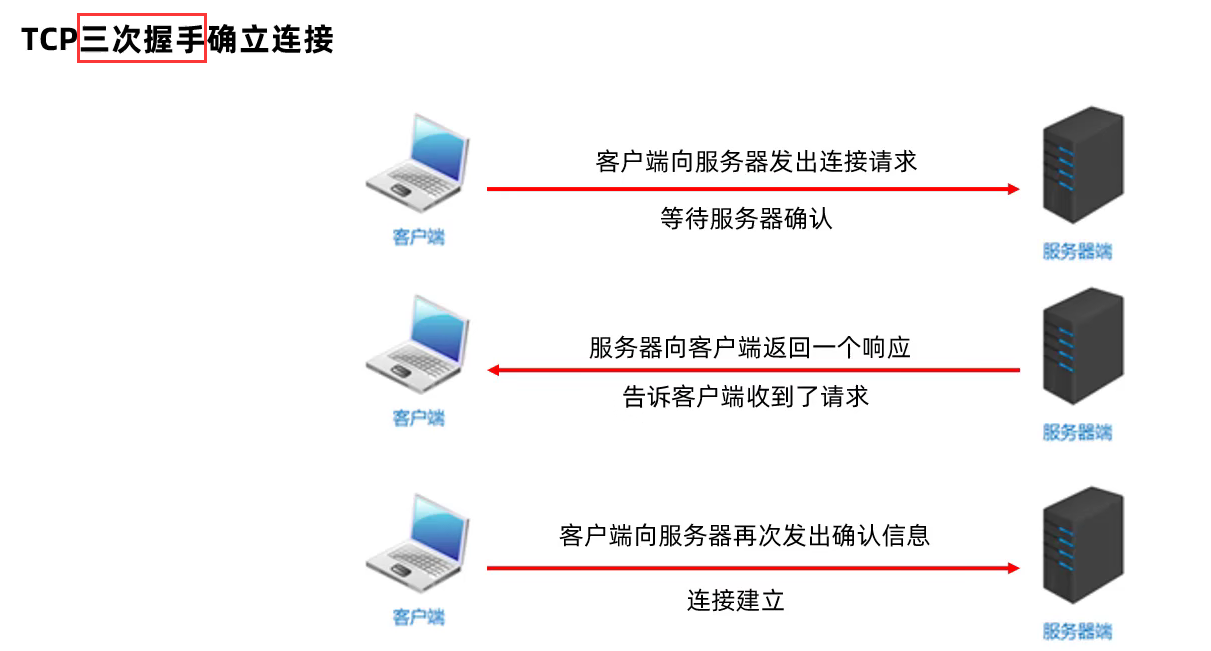 TCP三次握手确立连接
客户端向服务器发出连接请求
等待服务器确认
客户端
服务器端
服务器向客户端返回一个响应
告诉客户端收到了请求
客户端
服务器端
客户端向服务器再次发出确认信息
连接建立
客户端
服务器端